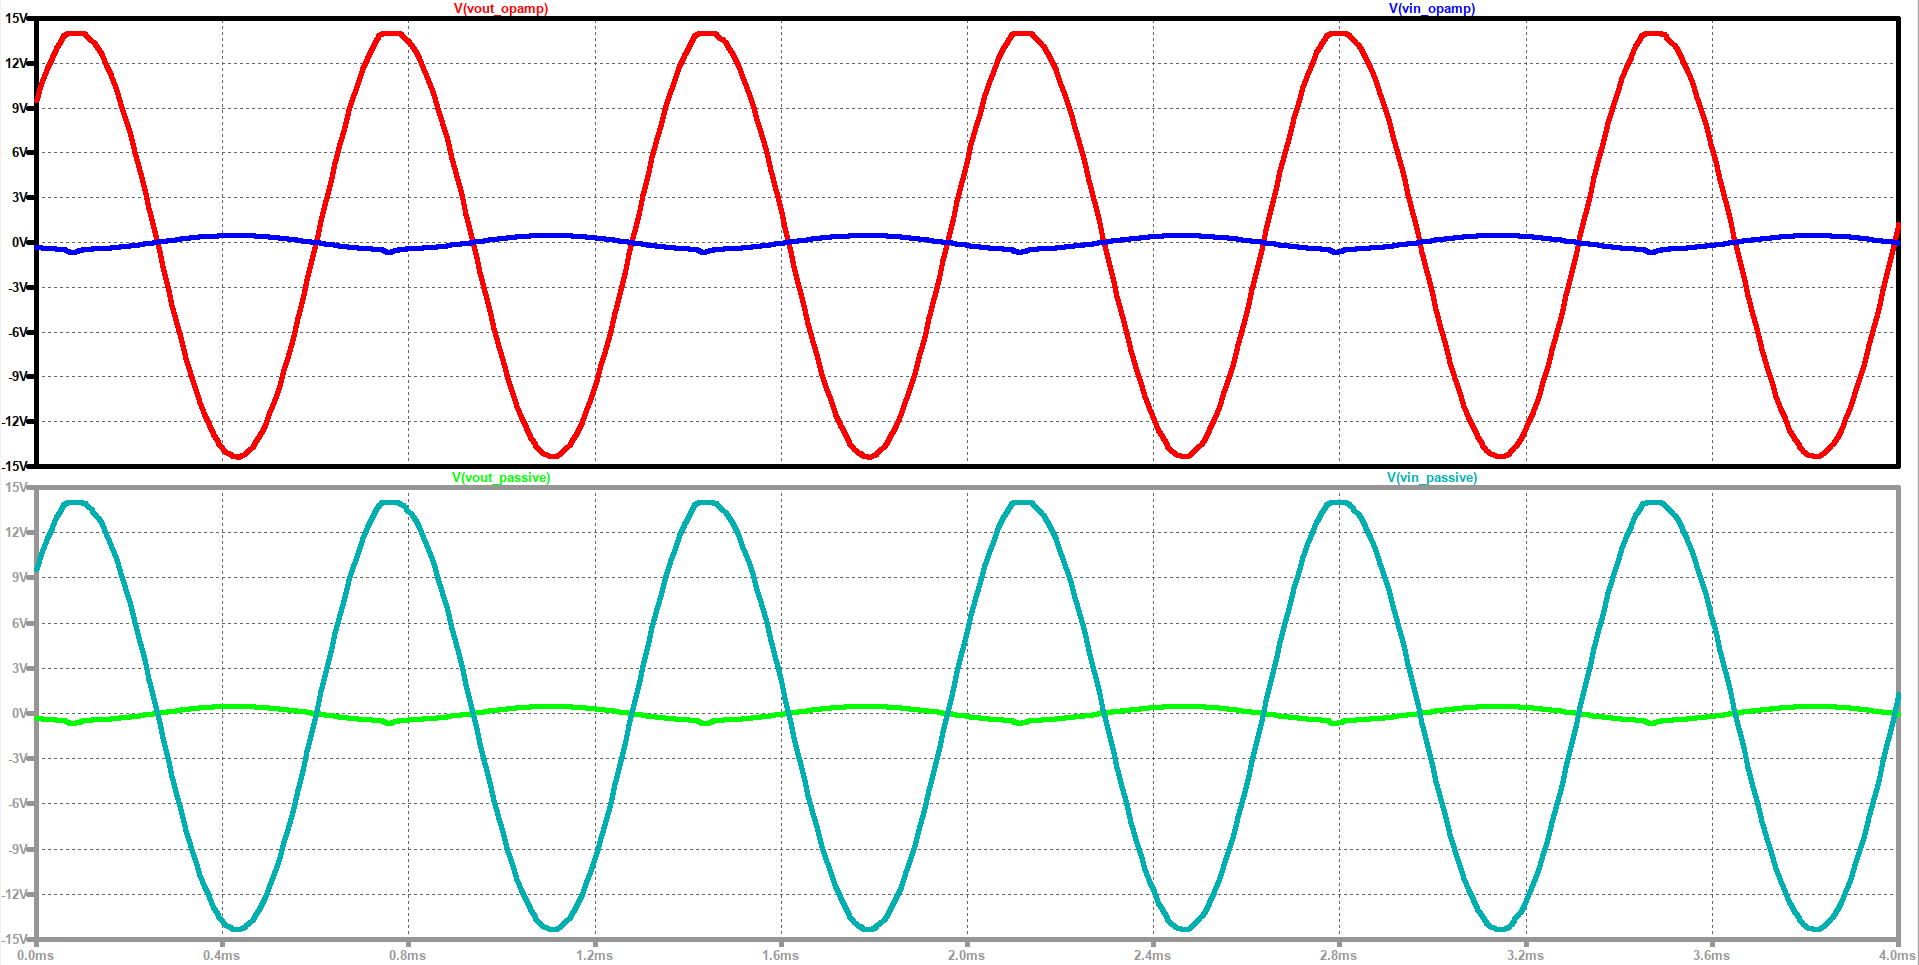 V(vout_opamp) V(vin_opamp)
15V
12V
9V
6V
3V
0V
-3V
-6V
-9V
-12V
-15V
V(vout_passive) V(vin_passive)
15V
12V
9V
6V
3V
0V
-3V
-6V
-9V
-12V
-15V
0.0ms 0.4ms 0.8ms 1.2ms 1.6ms 2.0ms 2.4ms 2.8ms 3.2ms 3.6ms 4.0ms